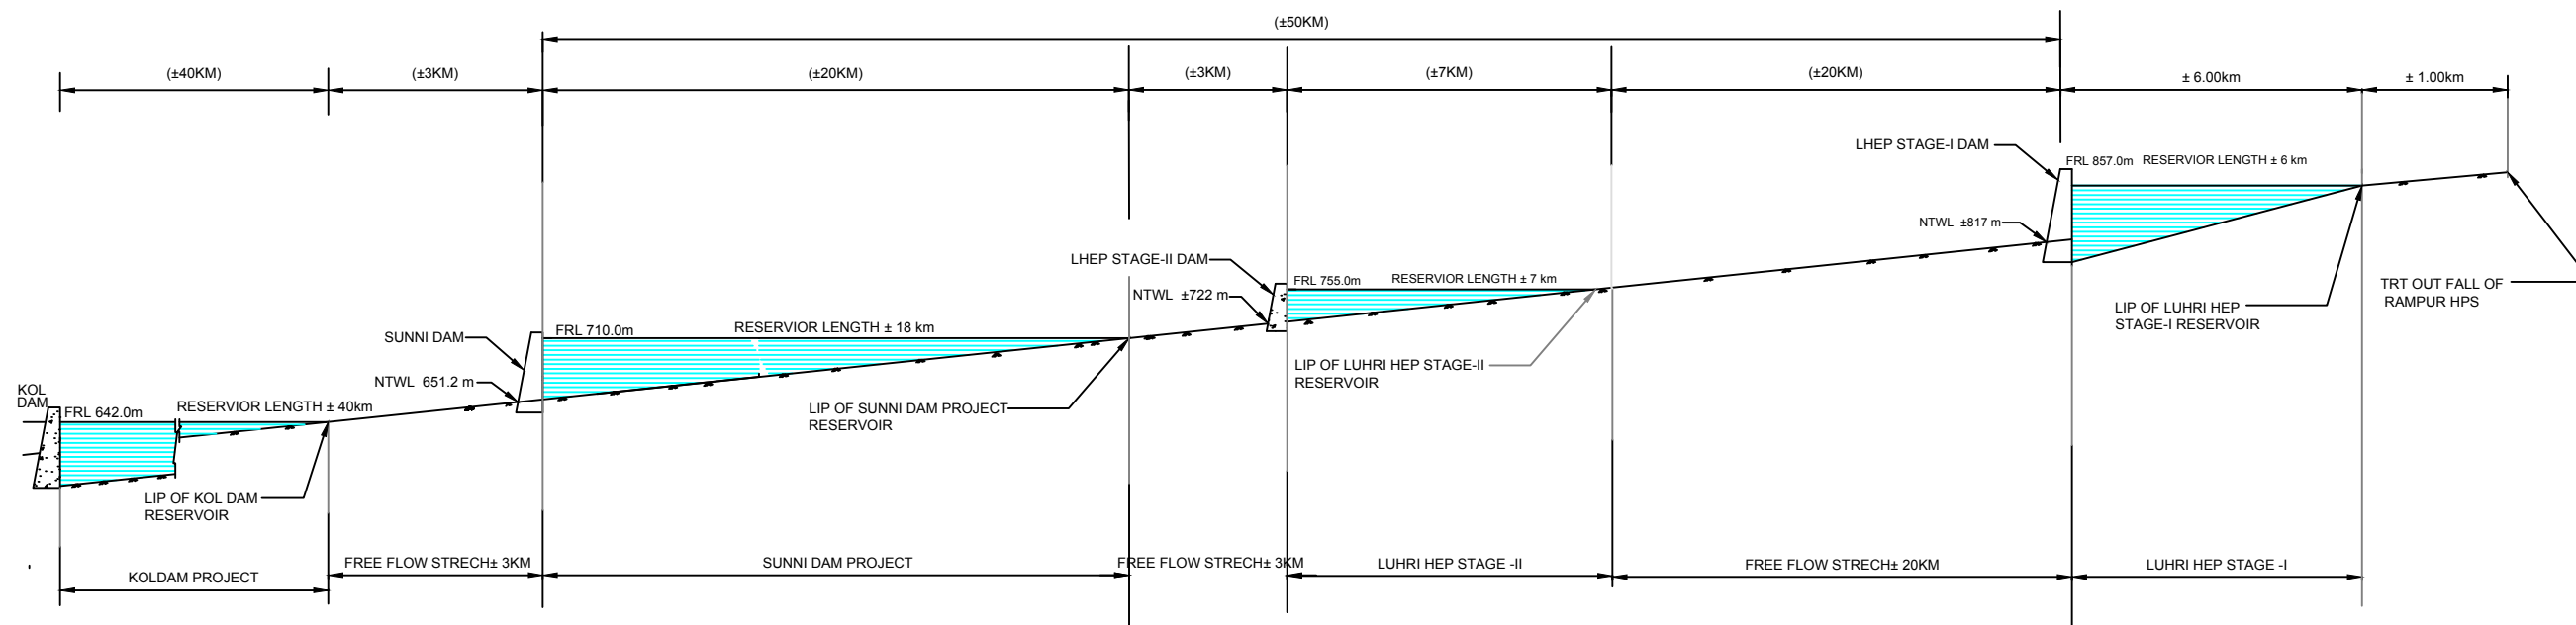 (±50KM)
(±40KM)
(±3KM)
(±20KM)
(±3KM)
(±7KM)
(±20KM)
± 6.00km
± 1.00km
LHEP STAGE-I DAM
FRL 857.0m
RESERVIOR LENGTH ± 6 km
NTWL ±817 m
LHEP STAGE-II DAM
FRL 755.0m
RESERVIOR LENGTH ± 7 km
NTWL ±722 m
TRT OUT FALL OF
RAMPUR HPS
LIP OF LUHRI HEP
STAGE-I RESERVOIR
SUNNI DAM
FRL 710.0m
RESERVIOR LENGTH ± 18 km
NTWL 651.2 m
LIP OF LUHRI HEP STAGE-II
RESERVOIR
KOL
DAM
FRL 642.0m
RESERVIOR LENGTH ± 40km
LIP OF SUNNI DAM PROJECT
RESERVOIR
LIP OF KOL DAM
RESERVOIR
KOLDAM PROJECT
FREE FLOW STRECH± 3KM
SUNNI DAM PROJECT
FREE FLOW STRECH± 3KM
LUHRI HEP STAGE -II
FREE FLOW STRECH± 20KM
LUHRI HEP STAGE -I